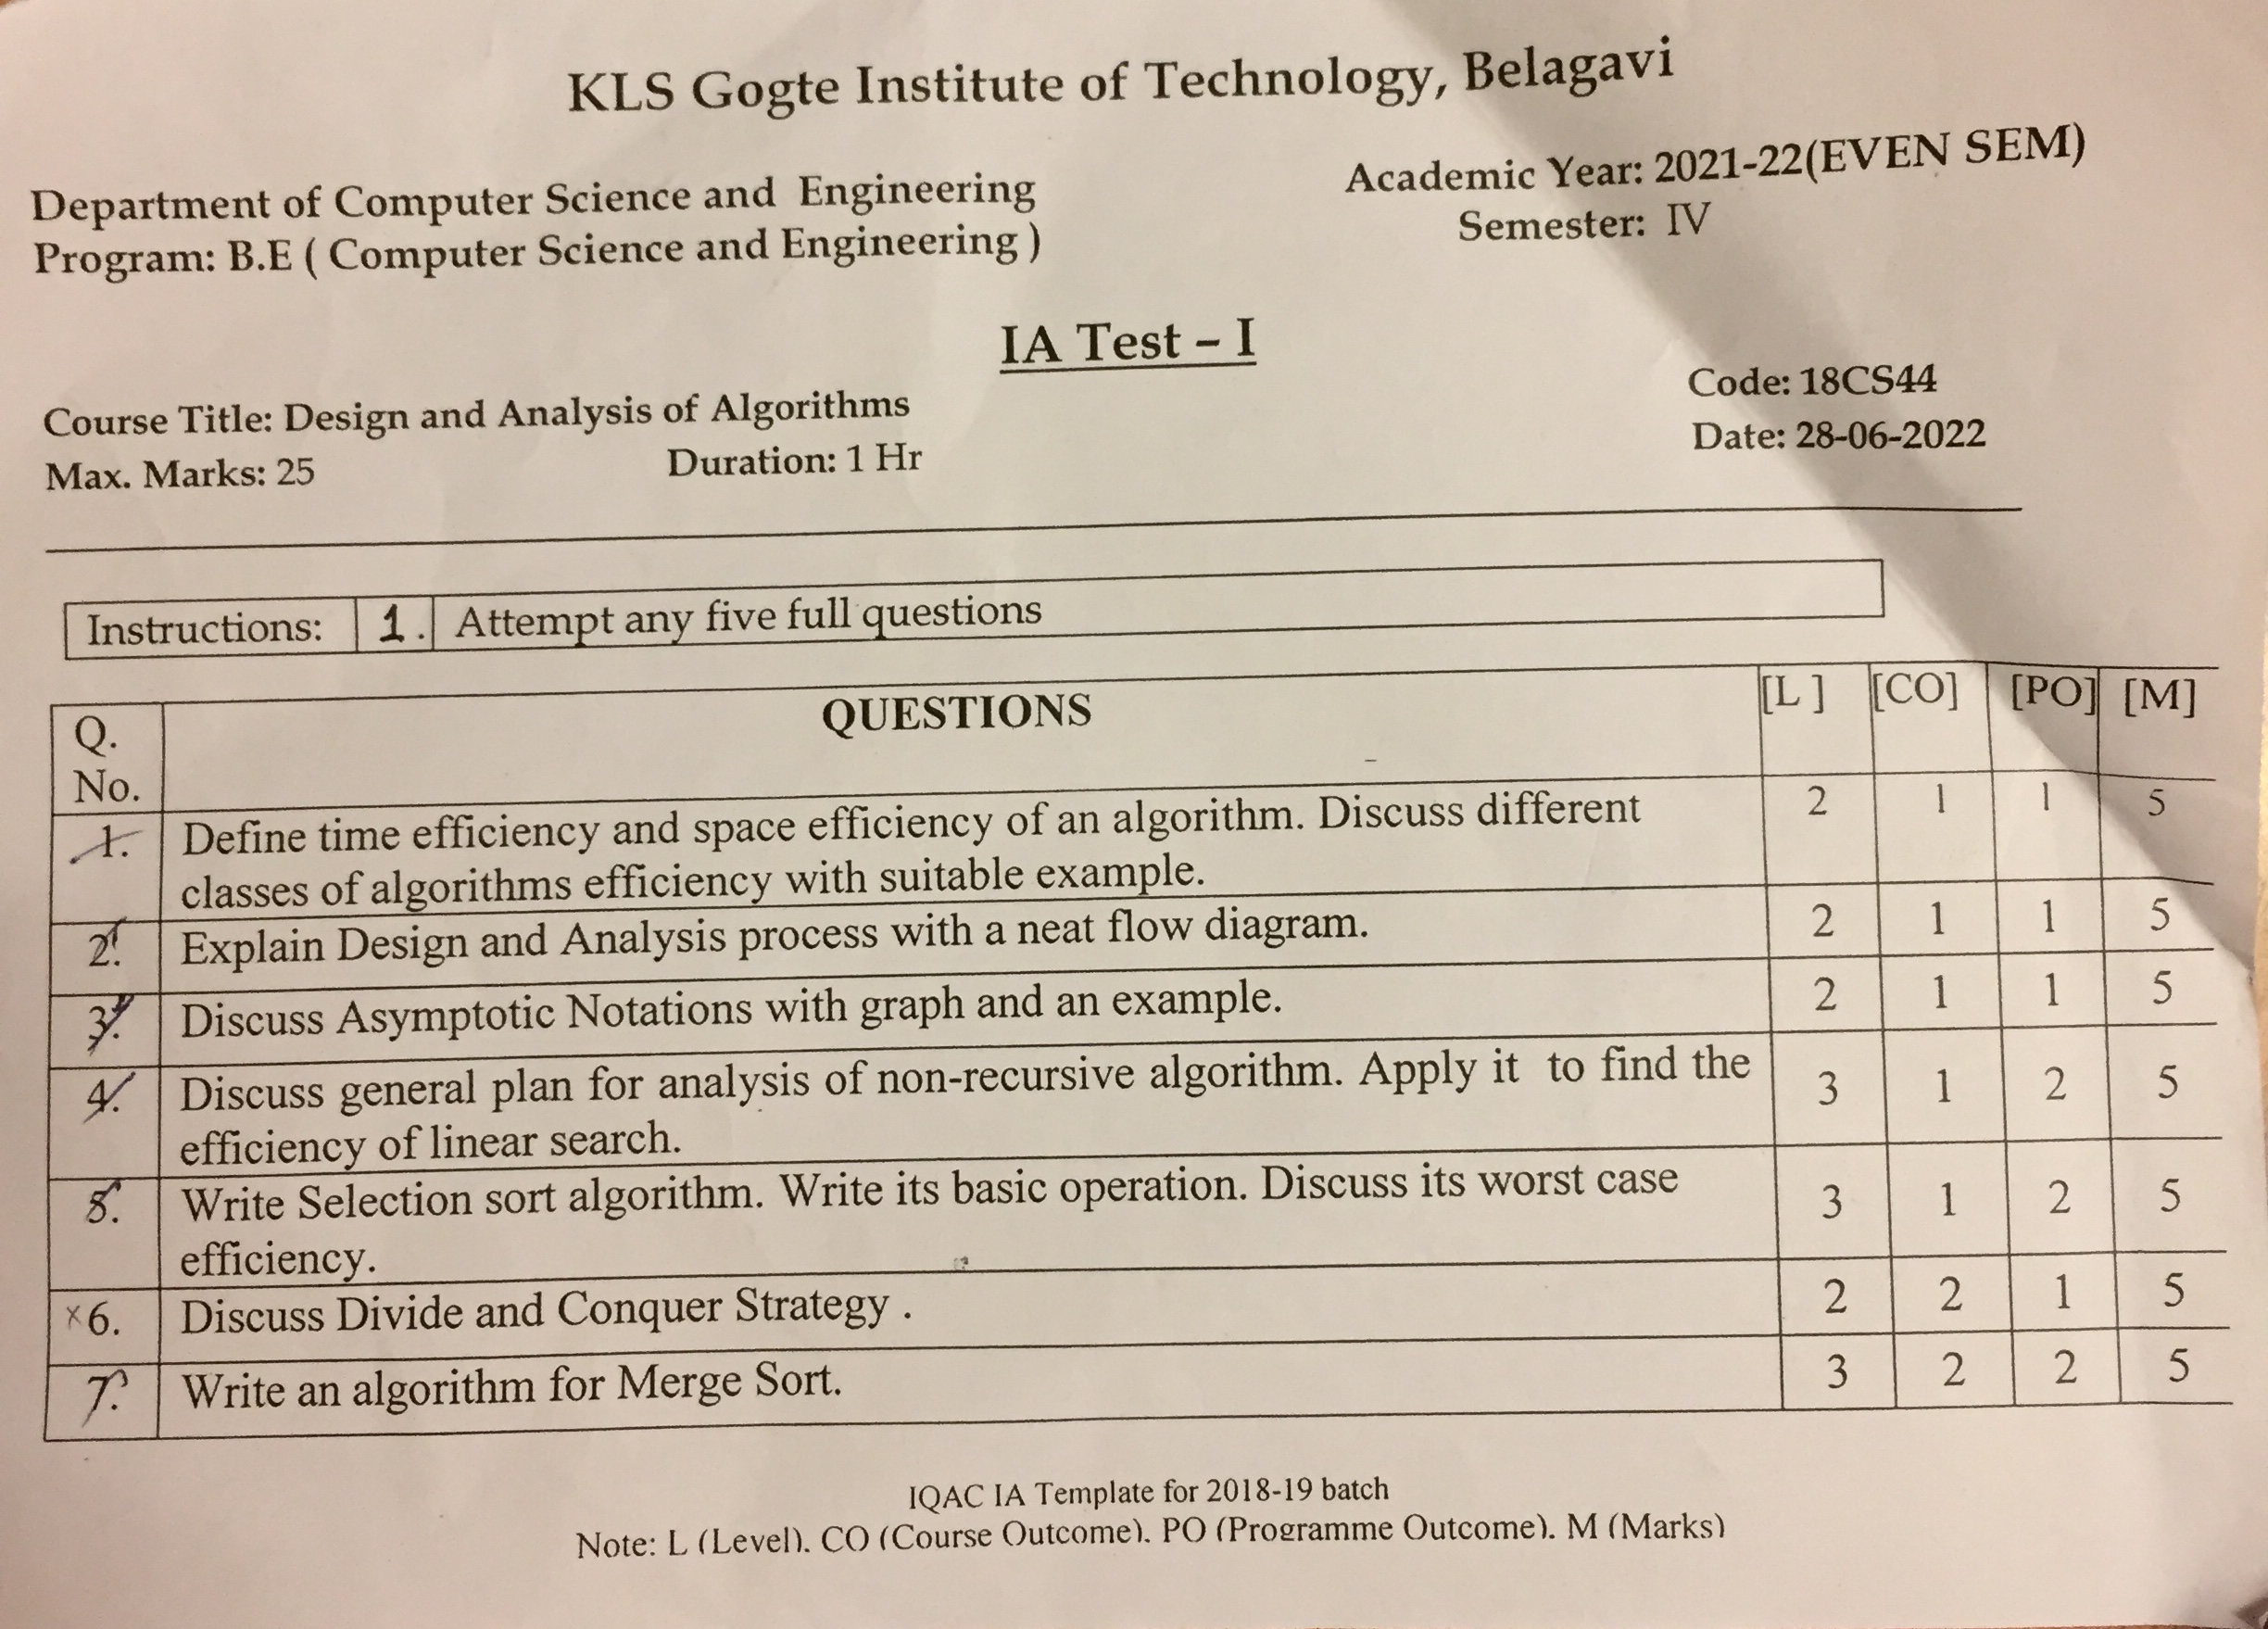 KLS Gogte Institute of Technology, Belagavi
Department of Computer Science and Engineering Academic Year: 2021-22(EVEN SEM)
Program: B.E ( Computer Science and Engineering ) Semester: IV
IA Test – I
Course Title: Design and Analysis of Algorithms Code: 18CS44
Max. Marks: 25 Duration: 1 Hr Date: 28-06-2022
Instructions: 1. Attempt any five full questions
Q. No. QUESTIONS [L ] [CO] [PO] [M]
1. Define time efficiency and space efficiency of an algorithm. Discuss different 2 1 1 5
classes of algorithms efficiency with suitable example.
2. Explain Design and Analysis process with a neat flow diagram. 2 1 1 5
3. Discuss Asymptotic Notations with graph and an example. 2 1 1 5
4. Discuss general plan for analysis of non-recursive algorithm. Apply it to find the 3 1 2 5
efficiency of linear search.
5. Write Selection sort algorithm. Write its basic operation. Discuss its worst case 3 1 2 5
efficiency.
x6. Discuss Divide and Conquer Strategy . 2 2 1 5
7. Write an algorithm for Merge Sort. 3 2 2 5
IQAC IA Template for 2018-19 batch
Note: L (Level). CO (Course Outcome). PO (Programme Outcome). M (Marks)